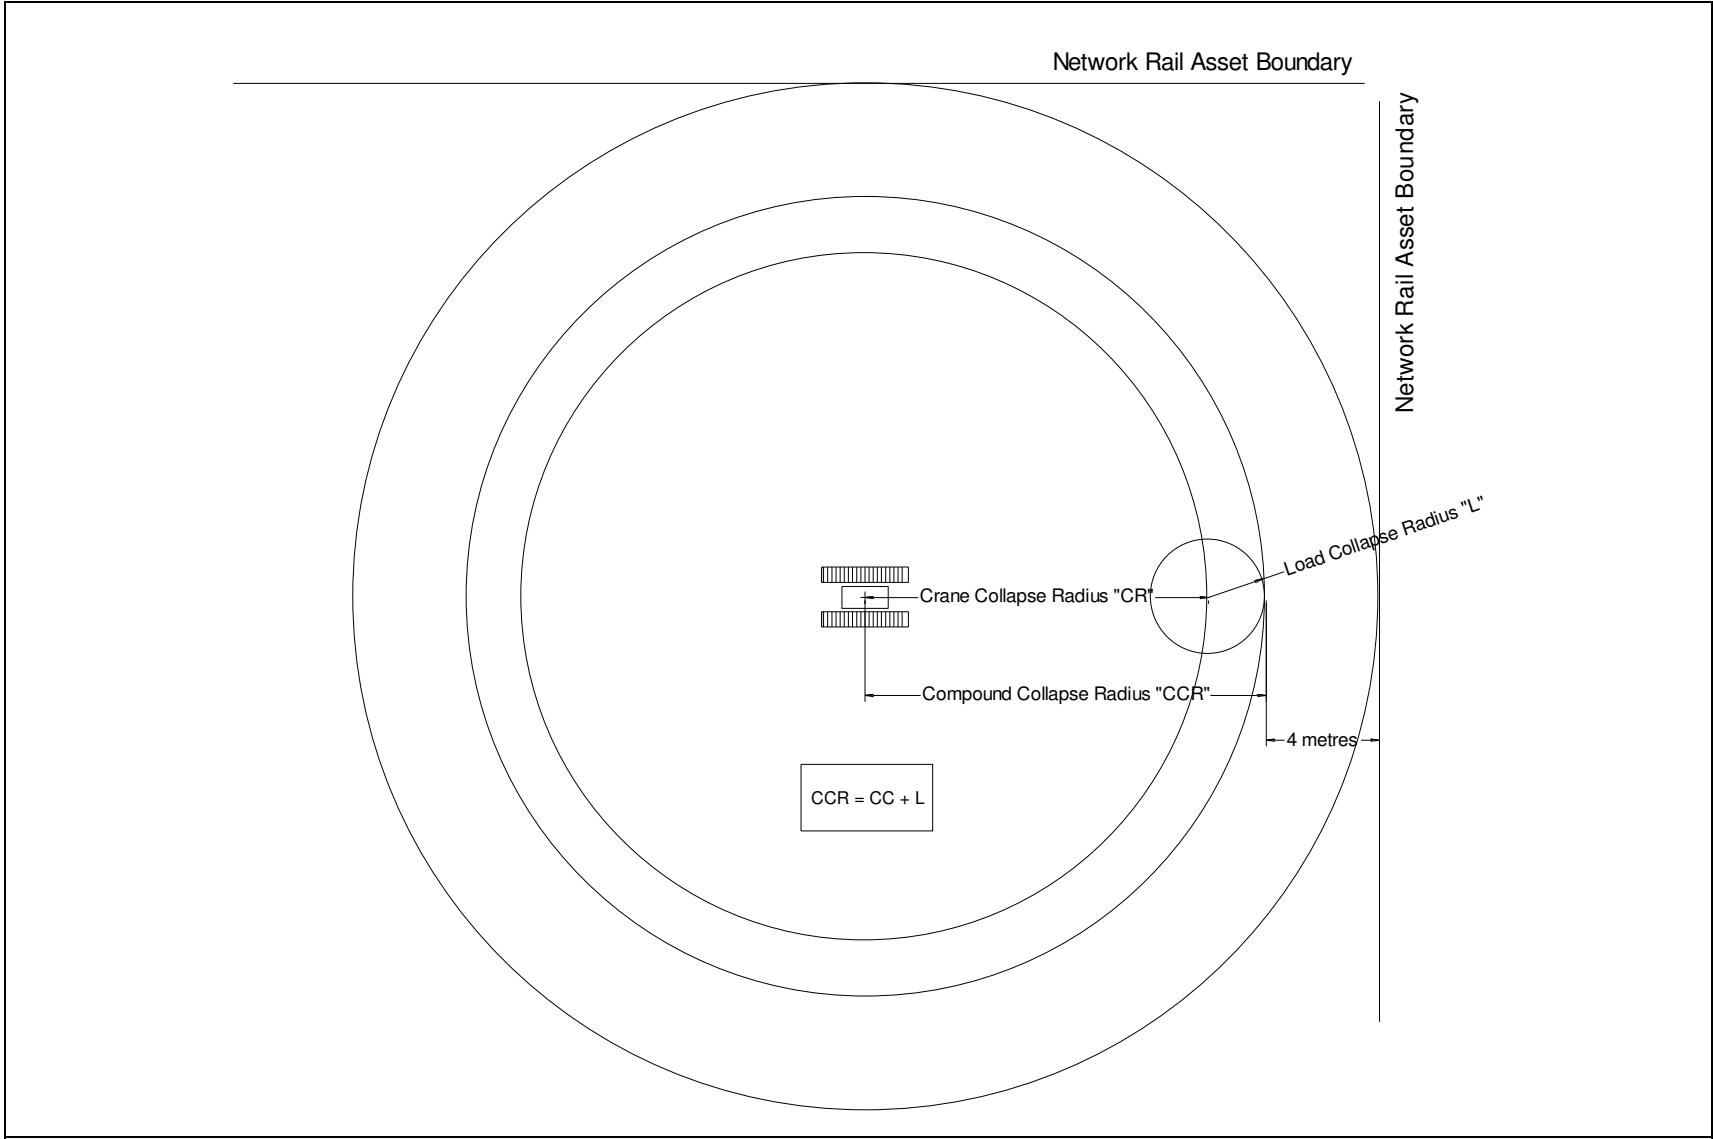 Network Rail Asset Boundary
Network Rail Asset Boundary
Load Collapse Radius "L"
Crane Collapse Radius "CR"
Compound Collapse Radius "CCR"
4 metres
CCR = CC + L